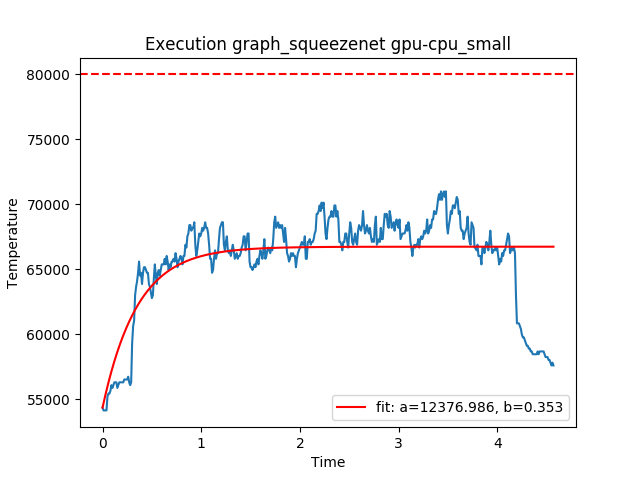 Execution graph_squeezenet gpu-cpu_small
Temperature
80000
75000
70000
65000
60000
55000
fit: a=12376.986, b=0.353
0
1
2
3
4
Time